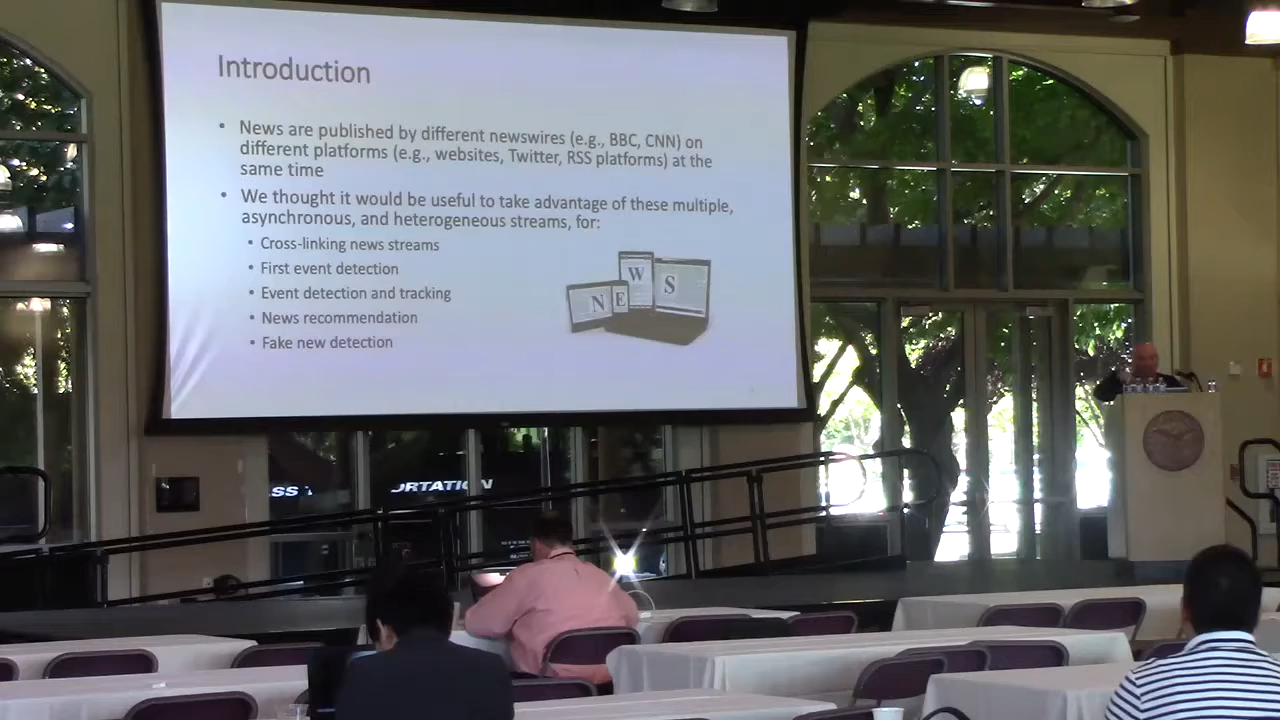 Introduction
• News are published by different newswires (e.g., BBC, CNN) on
different platforms (e.g., websites, Twitter, RSS platforms) at the
same time
• We thought it would be useful to take advantage of these multiple,
asynchronous, and heterogeneous streams, for:
• Cross-linking news streams
• First event detection
• Event detection and tracking
• News recommendation
• Fake new detection
N E W S
SS
ORTATION